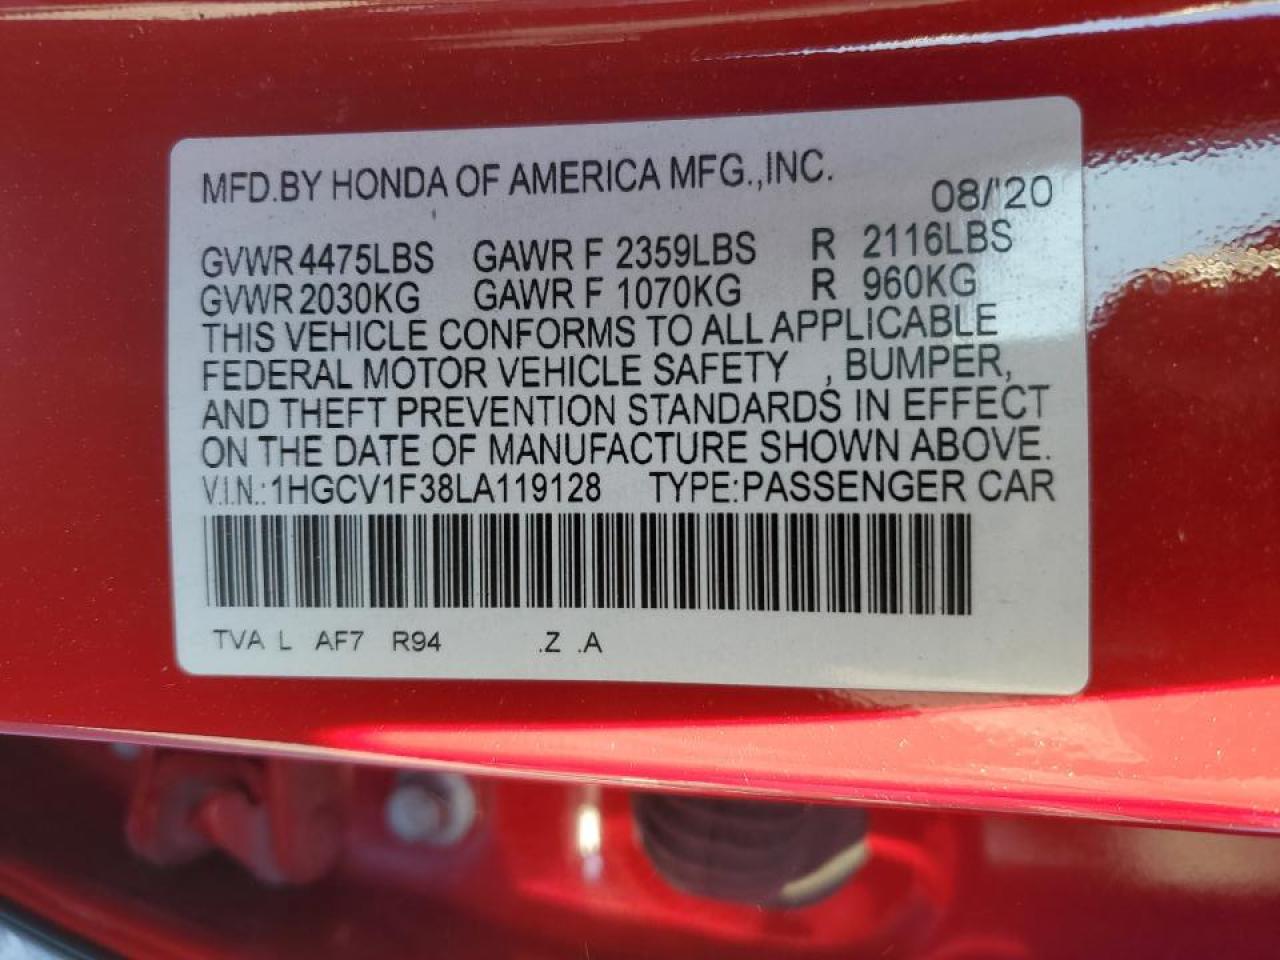 MFD.BY HONDA OF AMERICA MFG.,INC.
08/'20
GVWR 4475LBS GAWR F 2359LBS R 2116LBS
GVWR 2030KG GAWR F 1070KG R 960KG
THIS VEHICLE CONFORMS TO ALL APPLICABLE
FEDERAL MOTOR VEHICLE SAFETY , BUMPER,
AND THEFT PREVENTION STANDARDS IN EFFECT
ON THE DATE OF MANUFACTURE SHOWN ABOVE.
V.I.N.:1HGCV1F38LA119128 TYPE:PASSENGER CAR
TVA L AF7 R94 .Z .A